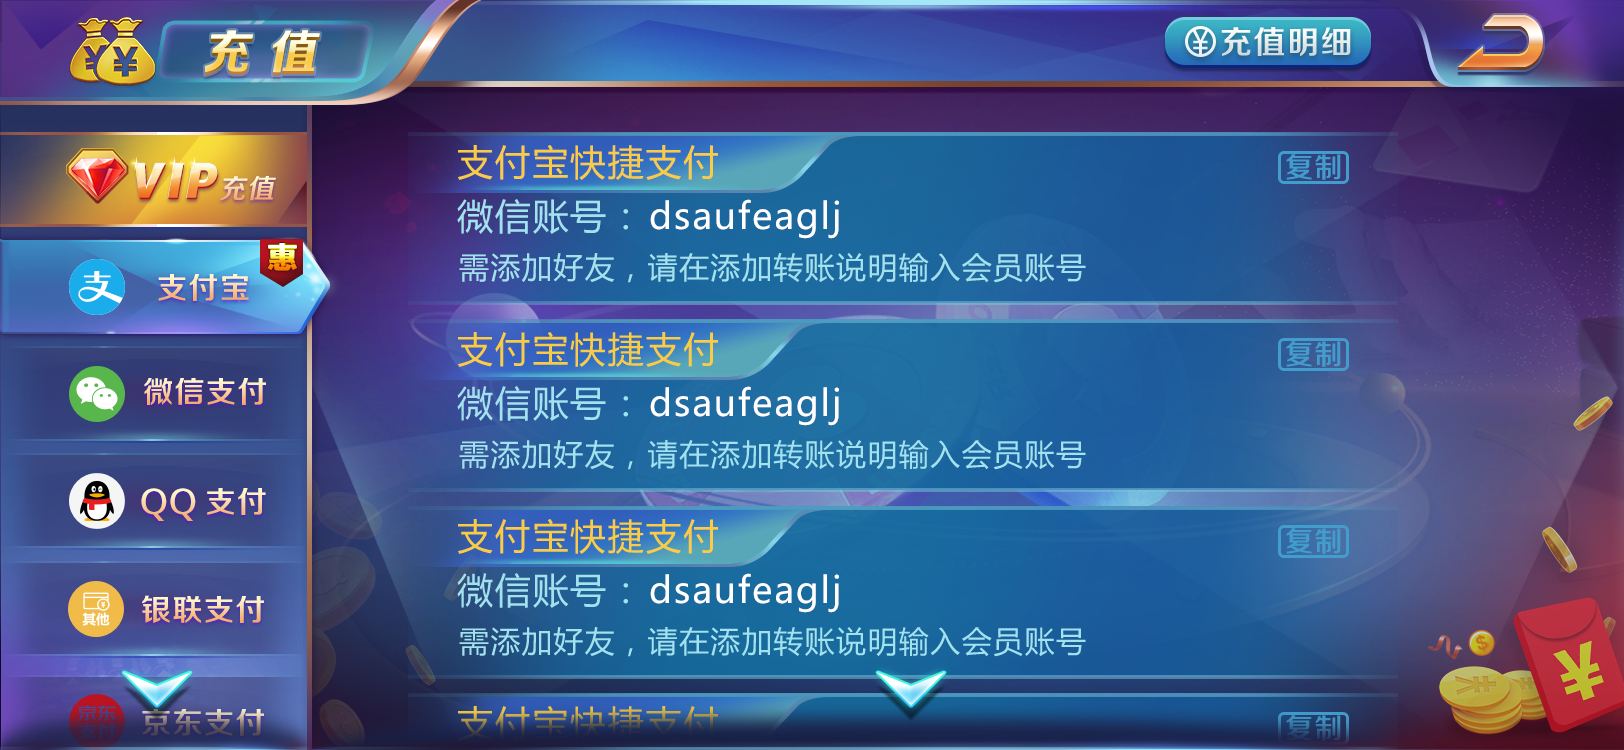 充值
¥充值明细
VIP充值
惠
支付宝
微信支付
QQ 支付
其他
银联支付
京东支付
京东支付
支付宝快捷支付
复制
微信账号：dsaufeaglj
需添加好友，请在添加转账说明输入会员账号
支付宝快捷支付
复制
微信账号：dsaufeaglj
需添加好友，请在添加转账说明输入会员账号
支付宝快捷支付
复制
微信账号：dsaufeaglj
需添加好友，请在添加转账说明输入会员账号
支付宝快捷支付
复制